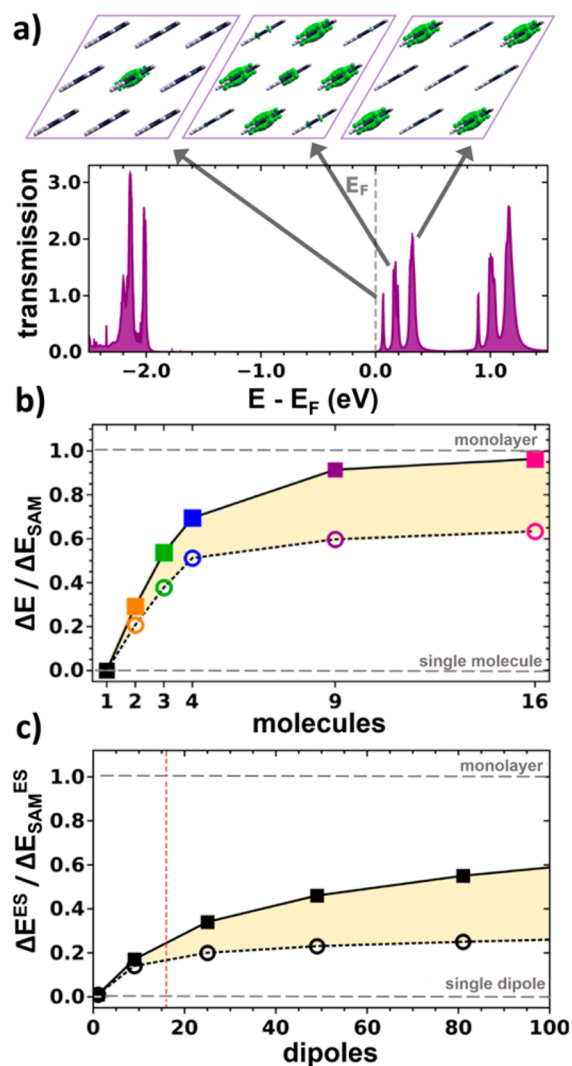 a)
E_F
3.0
2.0
1.0
0.0
transmission
-2.0 -1.0 0.0 1.0
E - E_F (eV)
b)
monolayer
1.0
0.8
0.6
0.4
0.2
0.0
ΔE / ΔE_SAM
single molecule
1 2 3 4 9 16
molecules
c)
monolayer
1.0
0.8
0.6
0.4
0.2
0.0
ΔE^ES / ΔE_SAM^ES
single dipole
0 20 40 60 80 100
dipoles